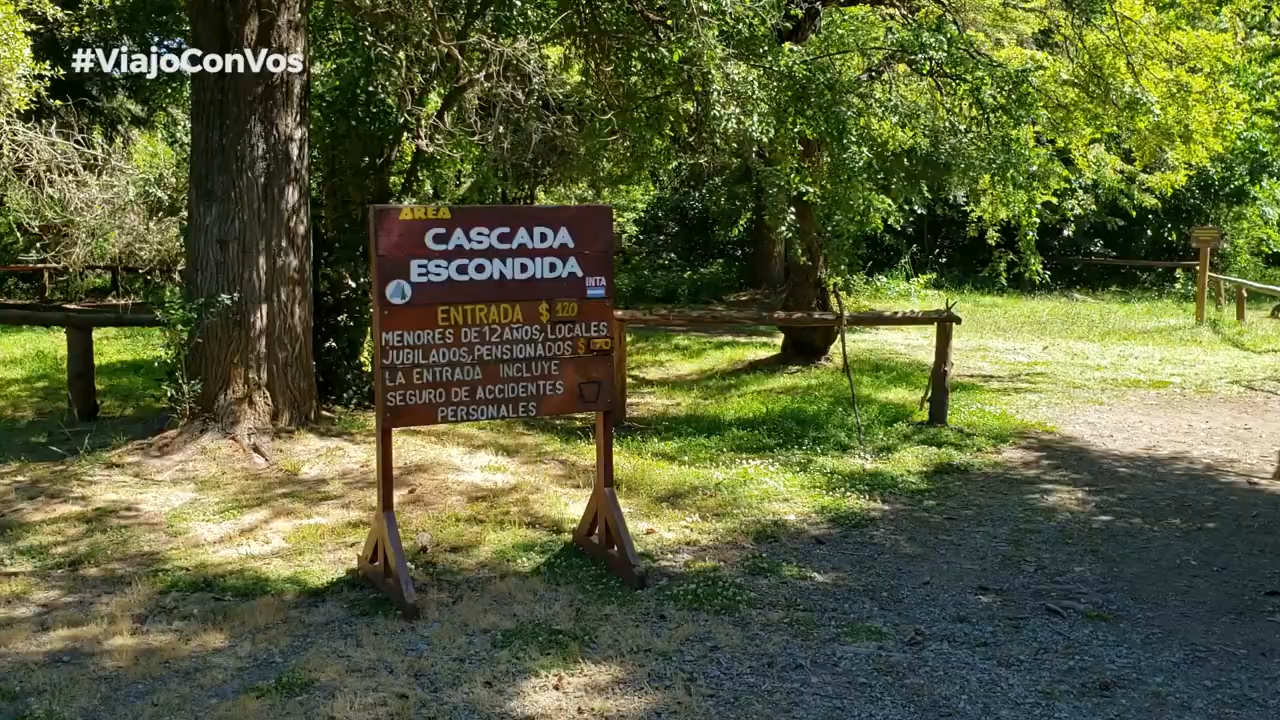 #ViajoConVos
AREA
CASCADA
ESCONDIDA
INTA
ENTRADA $ 120
MENORES DE 12 AÑOS, LOCALES
JUBILADOS, PENSIONADOS $ 70
LA ENTRADA INCLUYE
SEGURO DE ACCIDENTES
PERSONALES